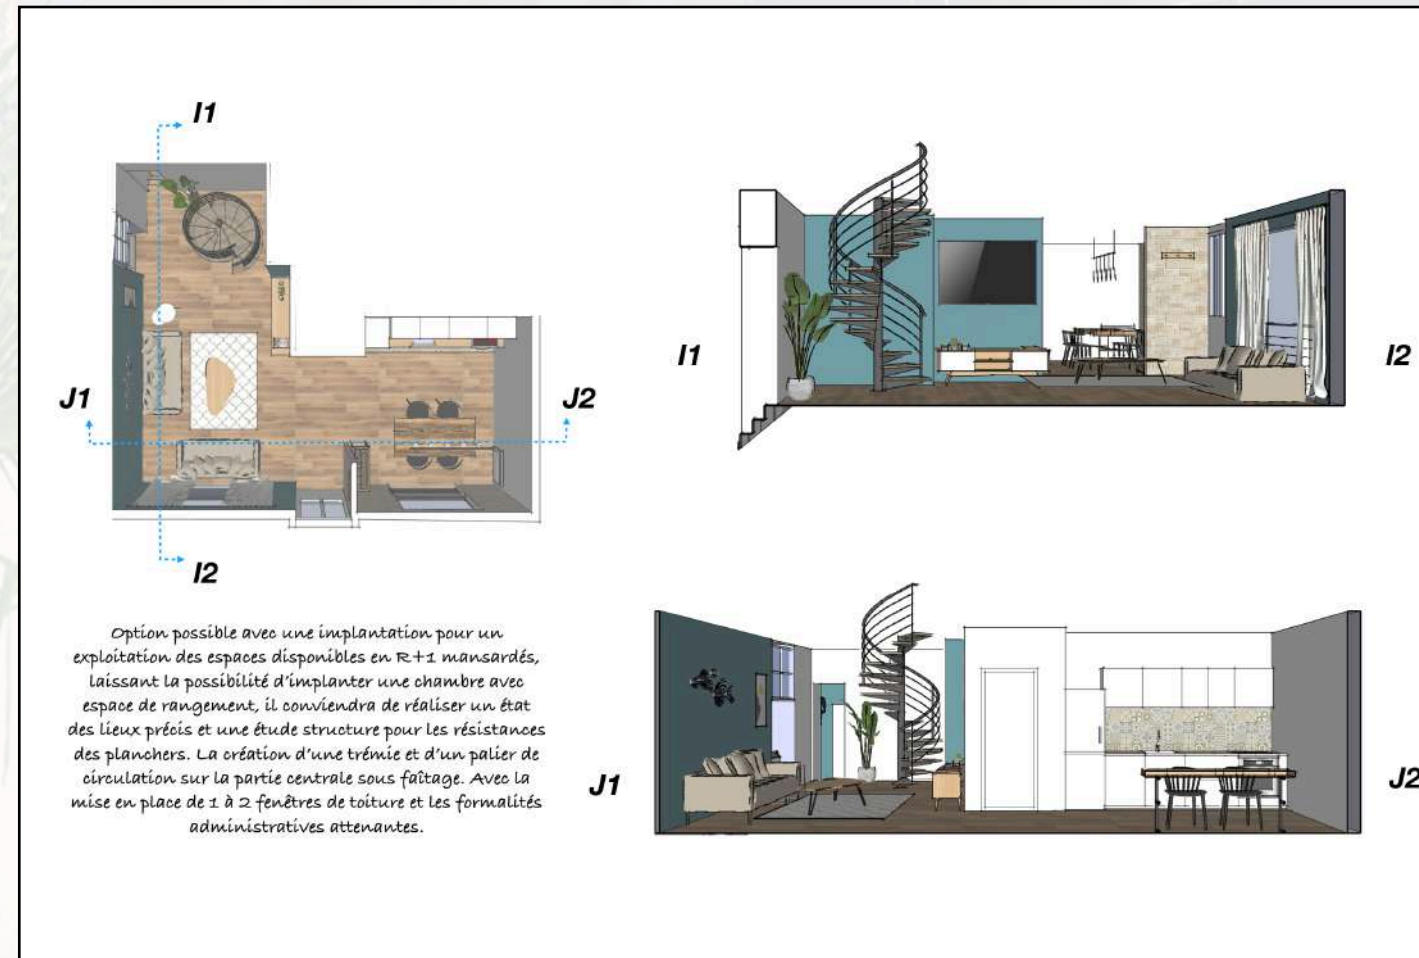 I1
J1
J2
I2
Option possible avec une implantation pour un
exploitation des espaces disponibles en R+1 mansardés,
laissant la possibilité d'implanter une chambre avec
espace de rangement, il conviendra de réaliser un état
des lieux précis et une étude structure pour les résistances
des planchers. La création d'une trémie et d'un palier de
circulation sur la partie centrale sous faîtage. Avec la
mise en place de 1 à 2 fenêtres de toiture et les formalités
administratives attenantes.
I1
I2
J1
J2